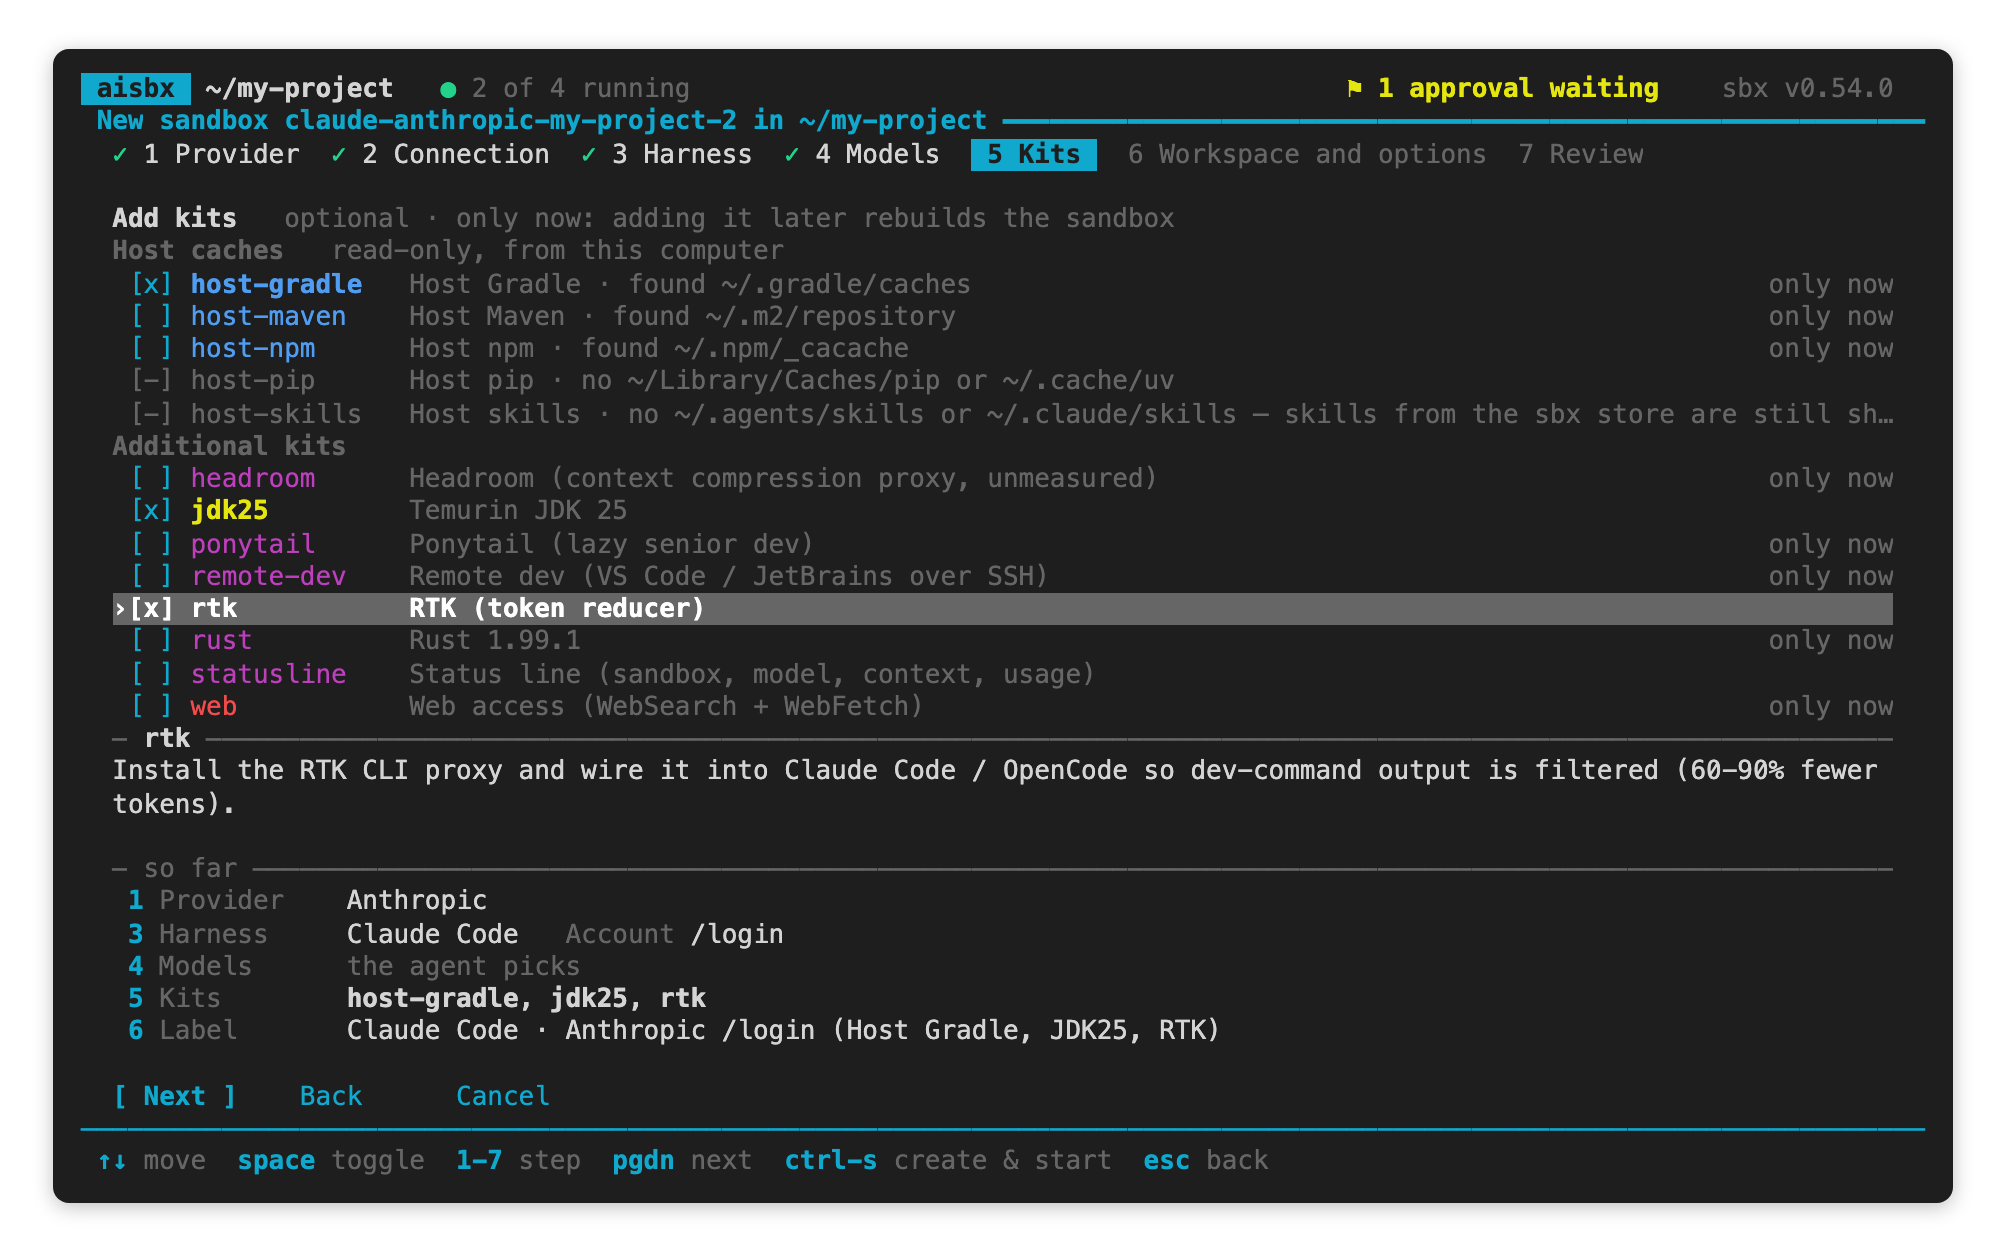 aisbx ~/my-project ● 2 of 4 running ⚑ 1 approval waiting sbx v0.54.0
New sandbox claude-anthropic-my-project-2 in ~/my-project
✓ 1 Provider ✓ 2 Connection ✓ 3 Harness ✓ 4 Models 5 Kits 6 Workspace and options 7 Review
Add kits optional · only now: adding it later rebuilds the sandbox
Host caches read-only, from this computer
[x] host-gradle Host Gradle · found ~/.gradle/caches only now
[ ] host-maven Host Maven · found ~/.m2/repository only now
[ ] host-npm Host npm · found ~/.npm/_cacache only now
[-] host-pip Host pip · no ~/Library/Caches/pip or ~/.cache/uv
[-] host-skills Host skills · no ~/.agents/skills or ~/.claude/skills — skills from the sbx store are still sh…
Additional kits
[ ] headroom Headroom (context compression proxy, unmeasured) only now
[x] jdk25 Temurin JDK 25
[ ] ponytail Ponytail (lazy senior dev) only now
[ ] remote-dev Remote dev (VS Code / JetBrains over SSH) only now
›[x] rtk RTK (token reducer)
[ ] rust Rust 1.99.1 only now
[ ] statusline Status line (sandbox, model, context, usage)
[ ] web Web access (WebSearch + WebFetch) only now
— rtk
Install the RTK CLI proxy and wire it into Claude Code / OpenCode so dev-command output is filtered (60-90% fewer
tokens).
— so far
1 Provider Anthropic
3 Harness Claude Code Account /login
4 Models the agent picks
5 Kits host-gradle, jdk25, rtk
6 Label Claude Code · Anthropic /login (Host Gradle, JDK25, RTK)
[ Next ] Back Cancel
↑↓ move space toggle 1-7 step pgdn next ctrl-s create & start esc back